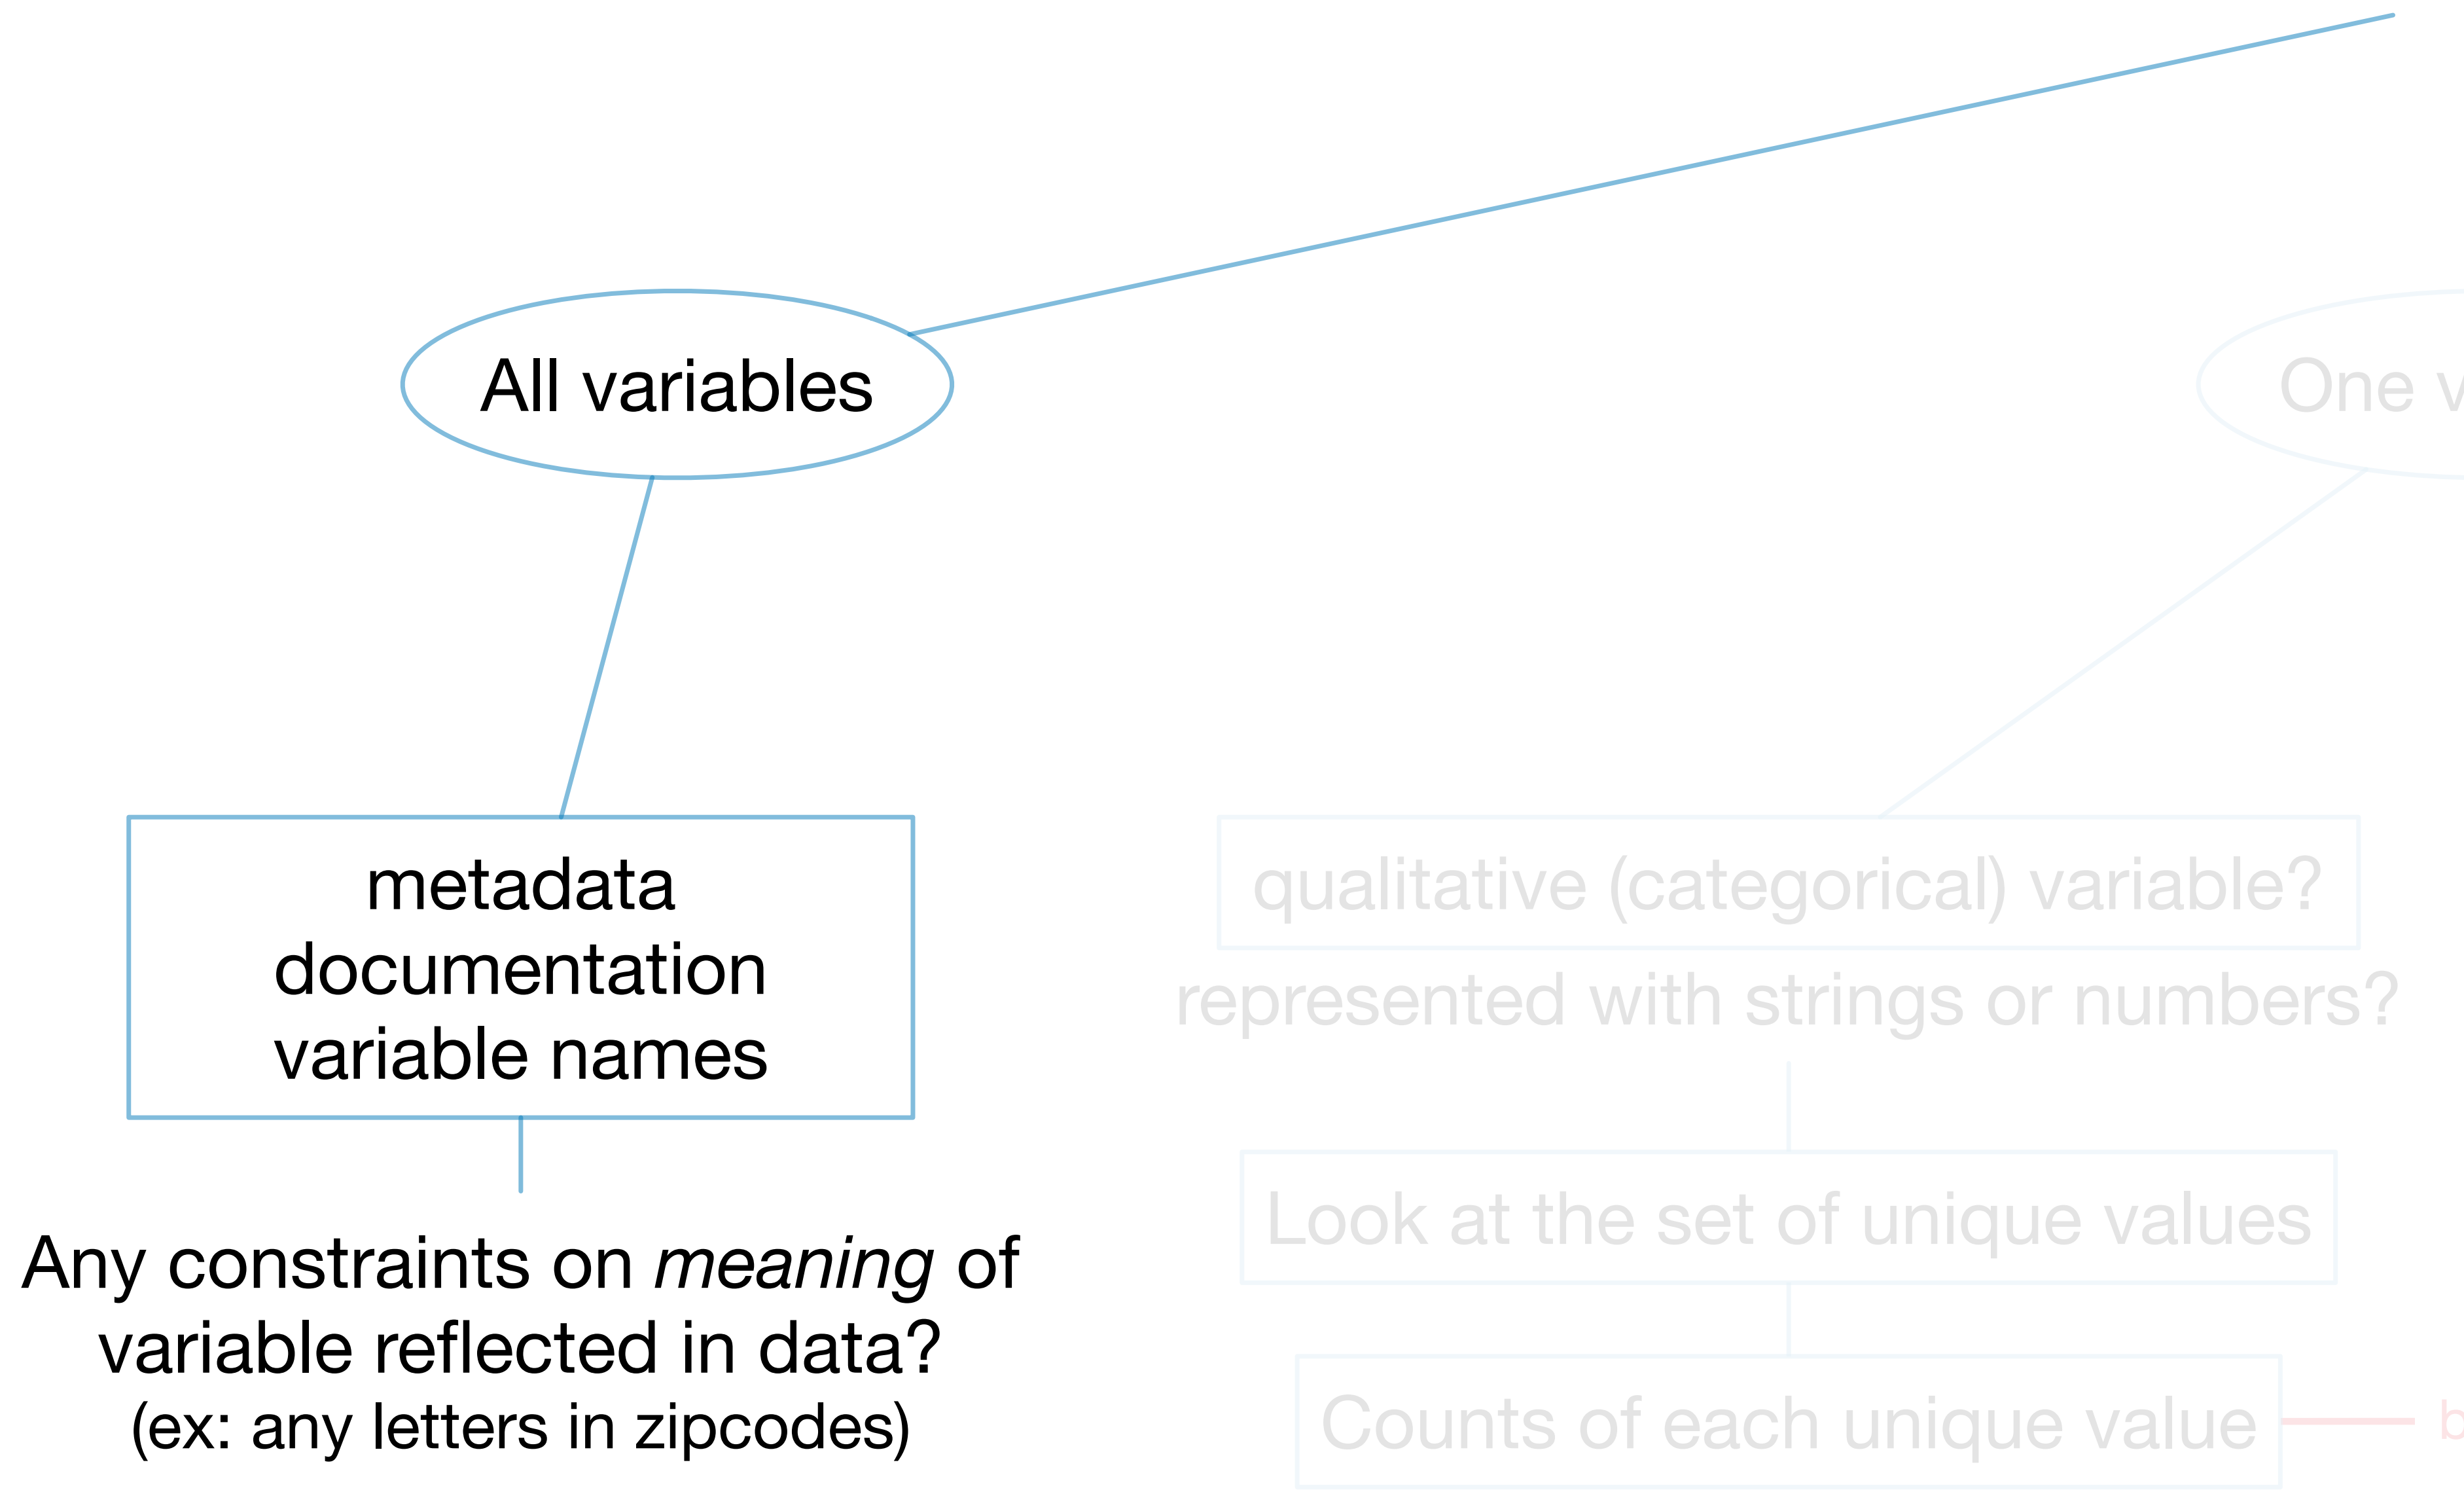 All variables
One
metadata
documentation
variable names
Any constraints on meaning of
variable reflected in data?
(ex: any letters in zipcodes)
qualitative (categorical) variable?
represented with strings or numbers?
Look at the set of unique values
Counts of each unique value